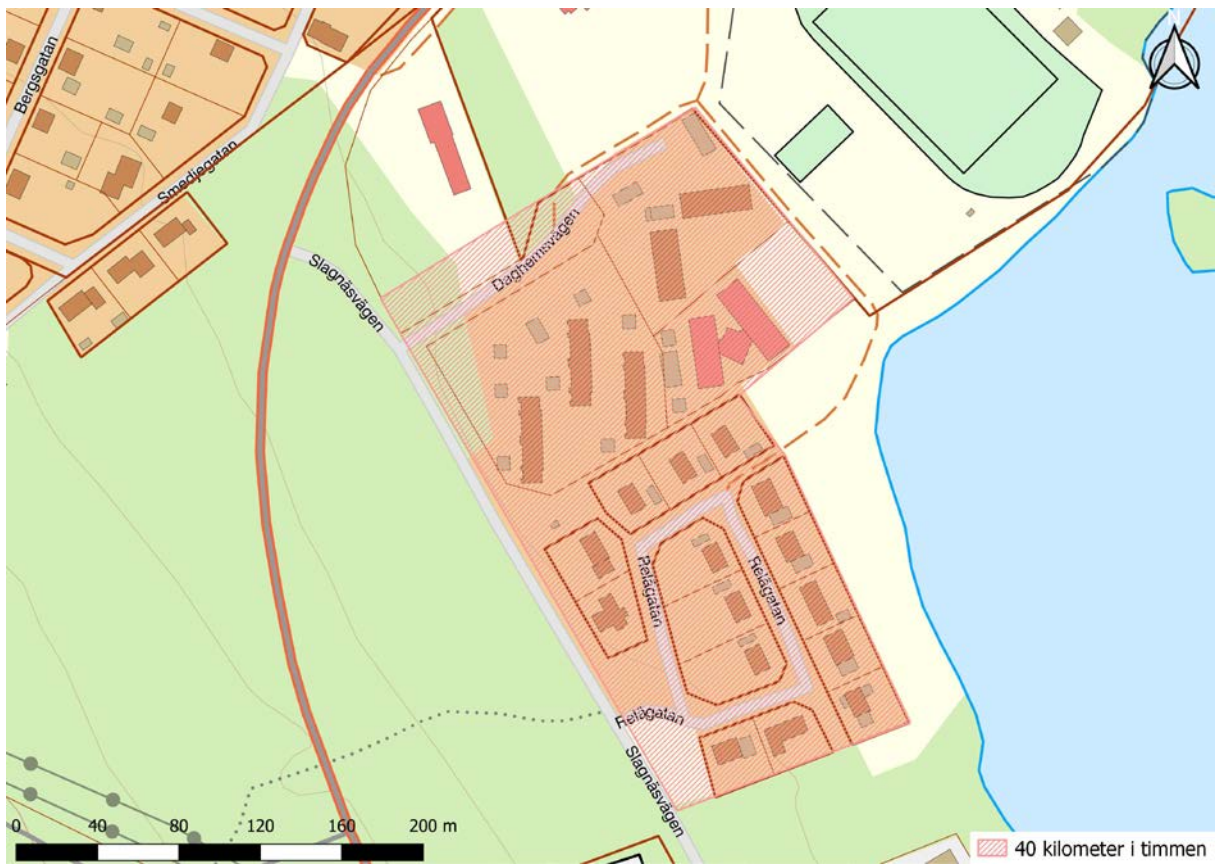 N
Bergsgatan
Smedjegatan
Slagnäsvägen
Daghemsvägen
Relägatan
Relägatan
Relägatan
Slagnäsvägen
0 40 80 120 160 200 m
40 kilometer i timmen